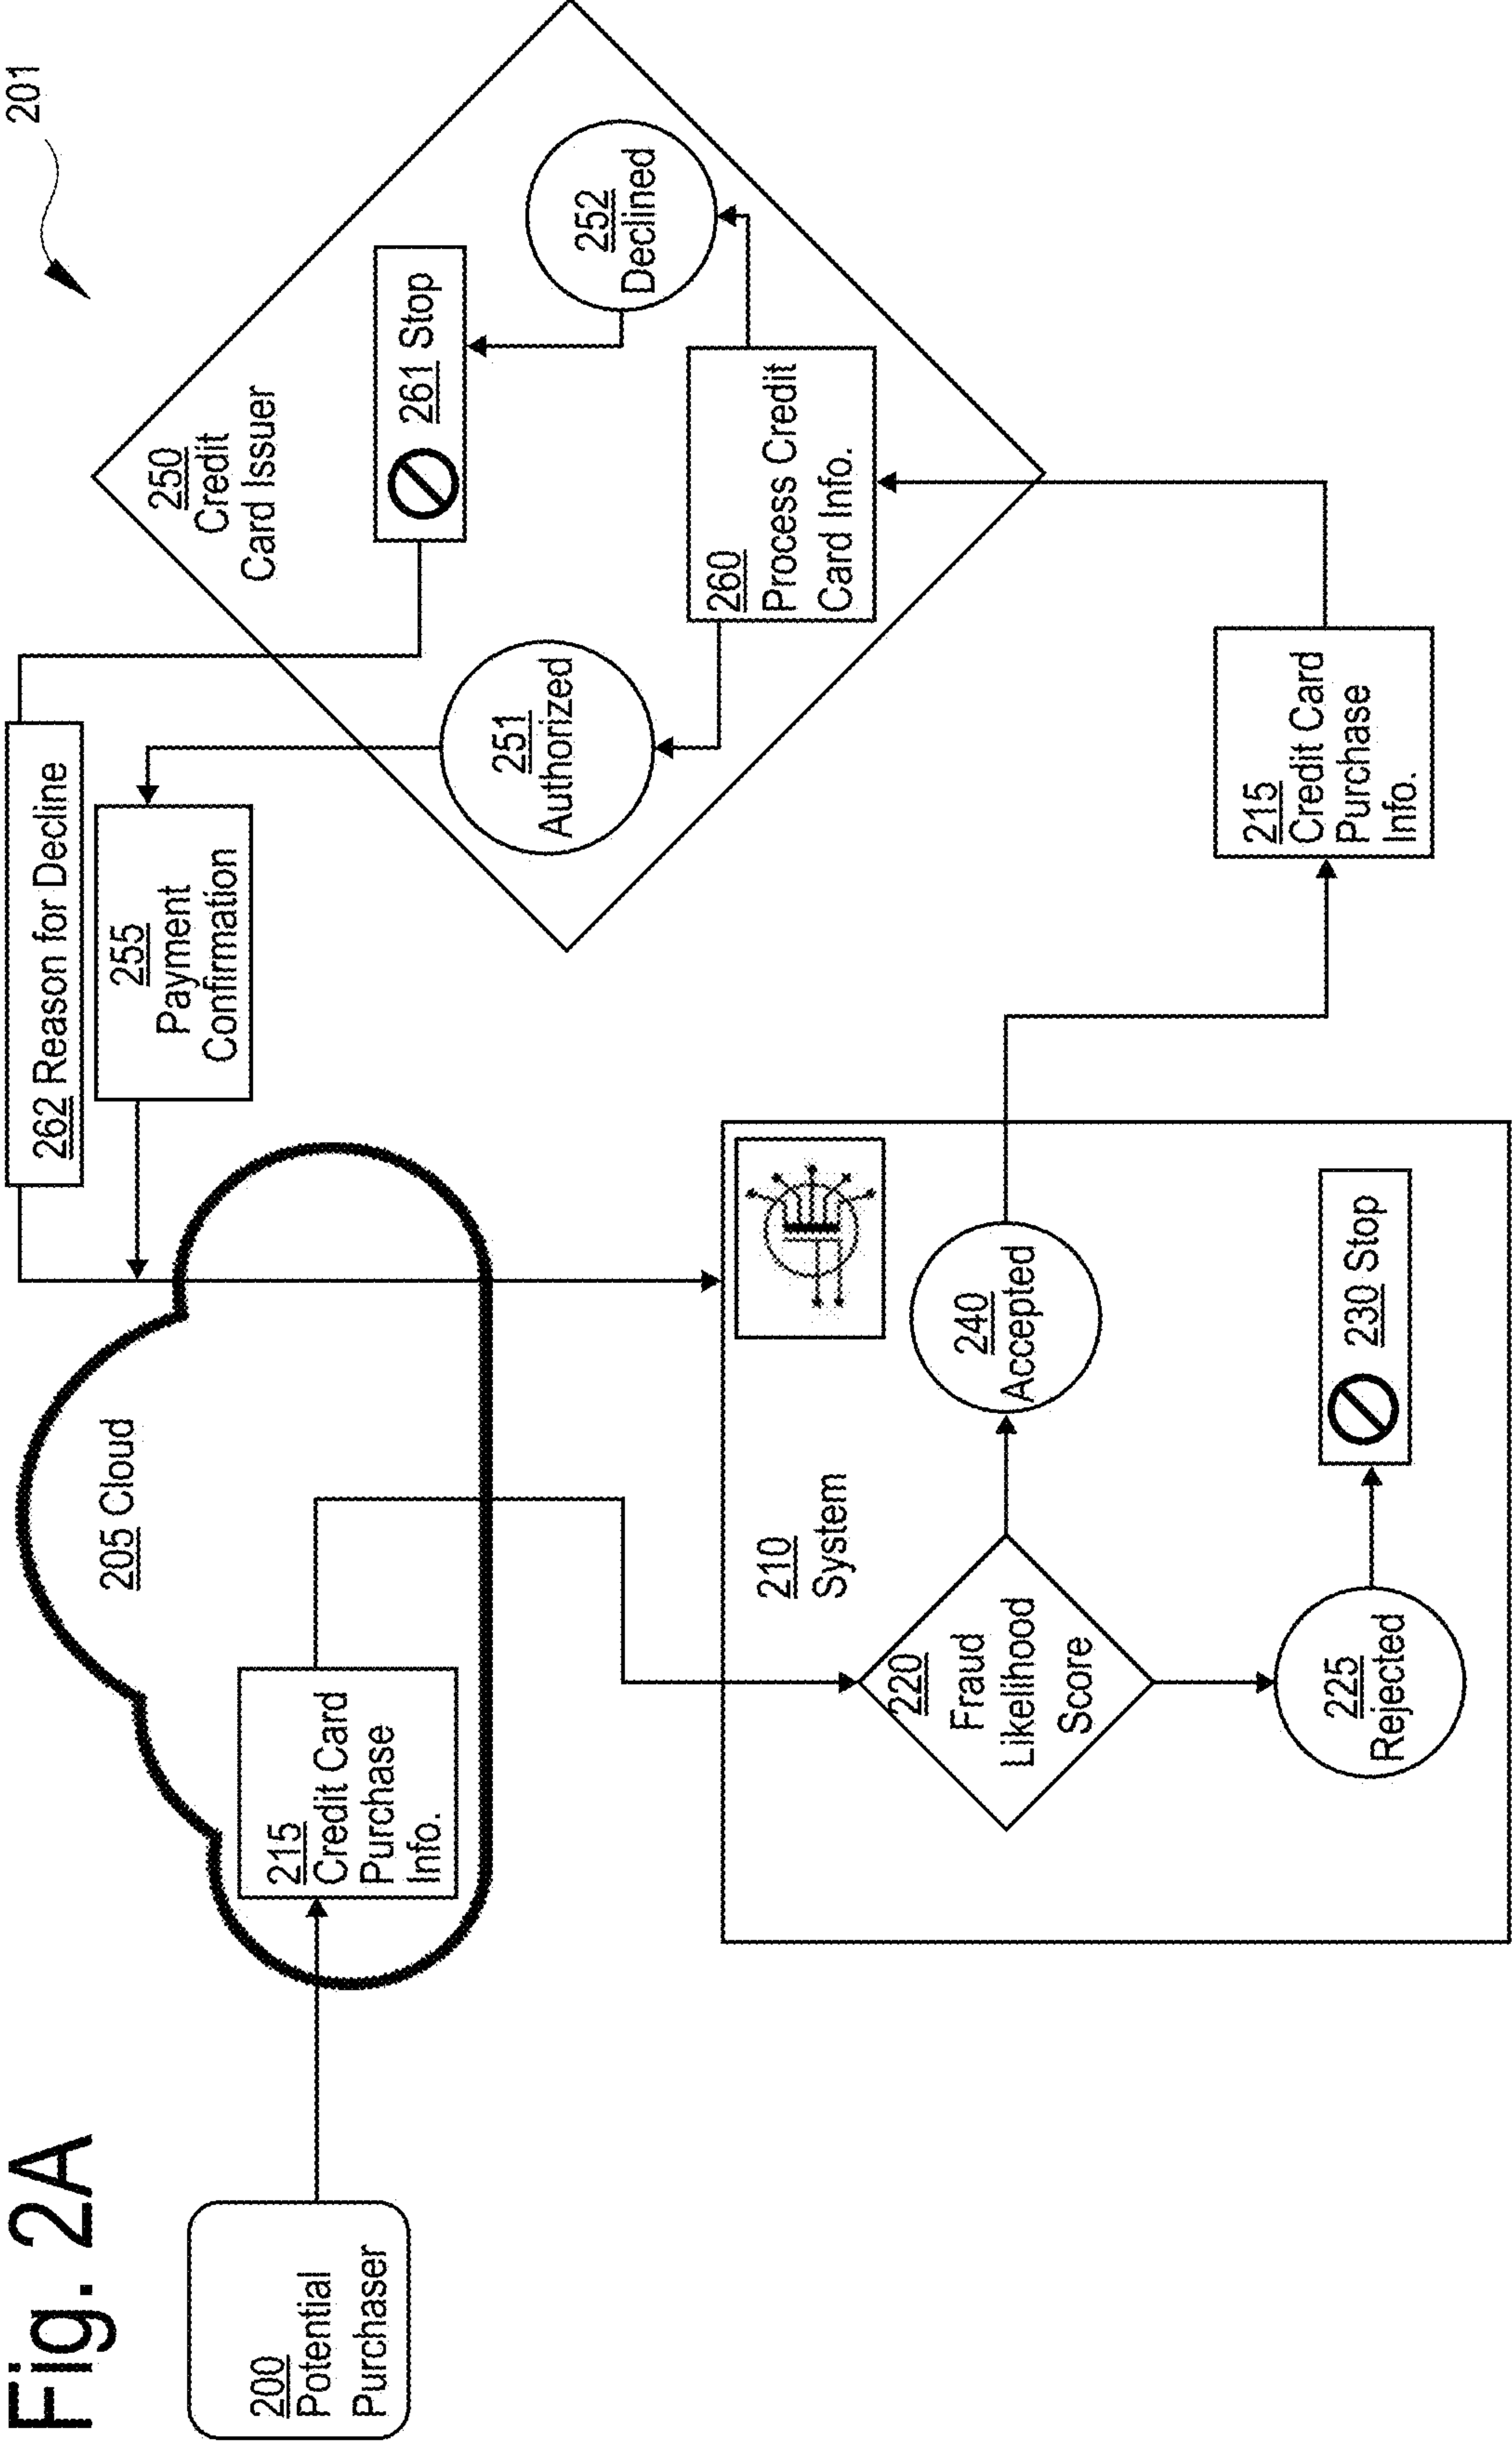 Fig. 2A
201
262 Reason for Decline
255
Payment
Confirmation
250
Credit
Card Issuer
261 Stop
251
Authorized
252
Declined
260
Process Credit
Card Info.
205 Cloud
200
Potential
Purchaser
215
Credit Card
Purchase
Info.
210
System
220
Fraud
Likelihood
Score
240
Accepted
225
Rejected
230 Stop
215
Credit Card
Purchase
Info.